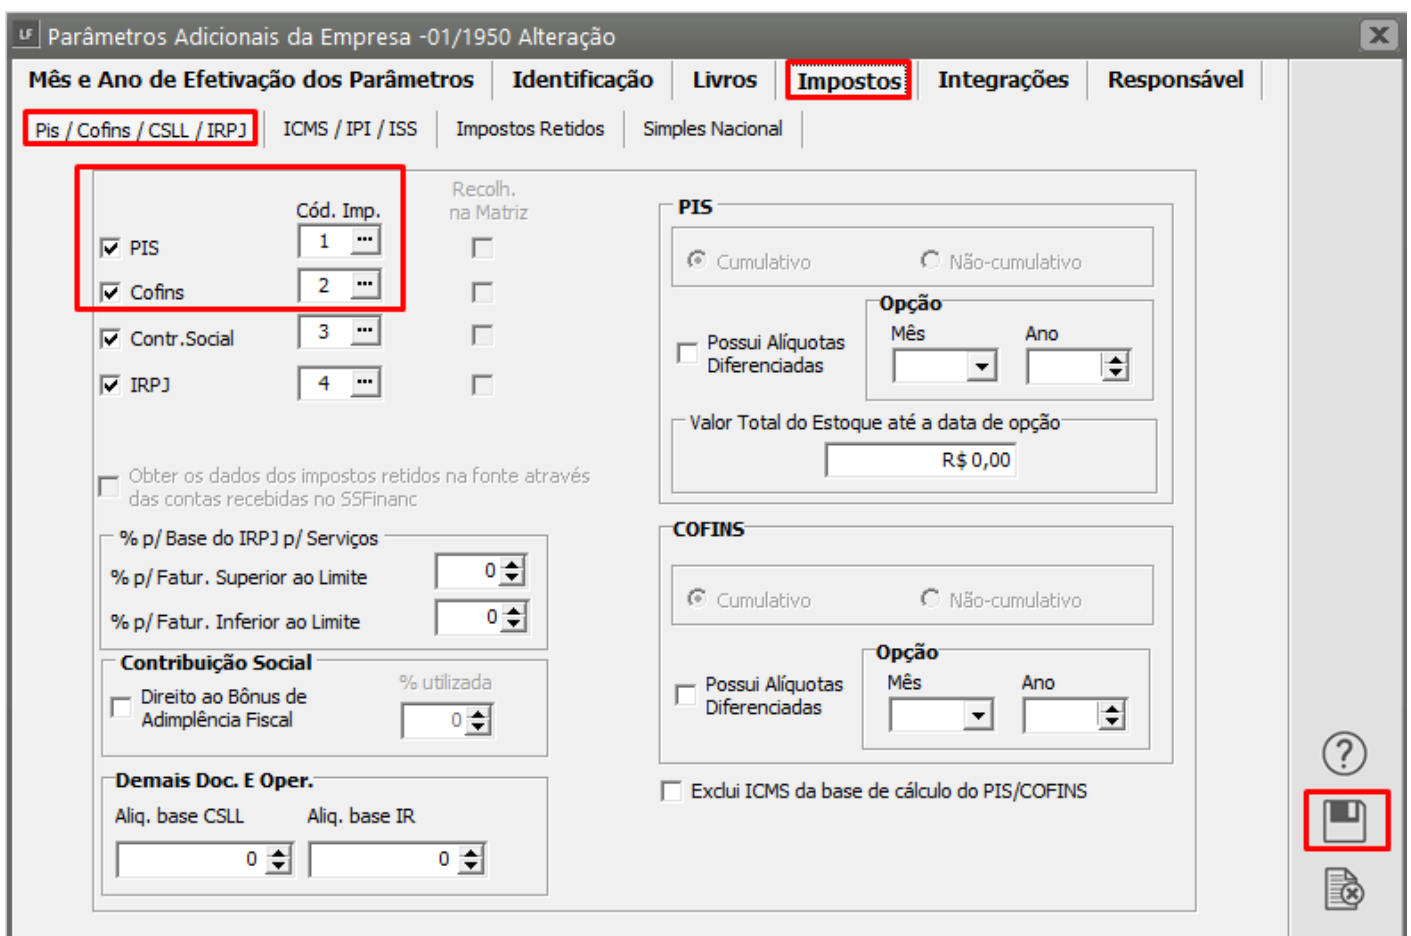 LF Parâmetros Adicionais da Empresa -01/1950 Alteração
Mês e Ano de Efetivação dos Parâmetros Identificação Livros Impostos Integrações Responsável
Pis / Cofins / CSLL / IRPJ ICMS / IPI / ISS Impostos Retidos Simples Nacional
Cód. Imp.
Recolh.
na Matriz
PIS 1 ...
Cofins 2 ...
Contr.Social 3 ...
IRPJ 4 ...
Obter os dados dos impostos retidos na fonte através
das contas recebidas no SSFinanc
% p/ Base do IRPJ p/ Serviços
% p/ Fatur. Superior ao Limite 0
% p/ Fatur. Inferior ao Limite 0
Contribuição Social
Direito ao Bônus de
Adimplência Fiscal
% utilizada
0
Demais Doc. E Oper.
Aliq. base CSLL Aliq. base IR
0 0
PIS
Cumulativo Não-cumulativo
Possui Alíquotas
Diferenciadas
Opção
Mês Ano
Valor Total do Estoque até a data de opção
R$ 0,00
COFINS
Cumulativo Não-cumulativo
Possui Alíquotas
Diferenciadas
Opção
Mês Ano
Exclui ICMS da base de cálculo do PIS/COFINS
?